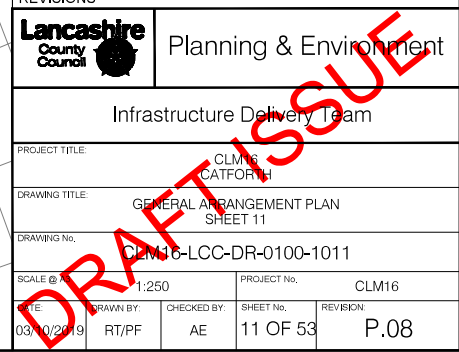 REVISIONS
Lancashire
County
Council
Planning & Environment
Infrastructure Delivery Team
PROJECT TITLE:
CLM16
CATFORTH
DRAWING TITLE:
GENERAL ARRANGEMENT PLAN
SHEET 11
DRAWING No.
CLM16-LCC-DR-0100-1011
SCALE @ A3
1:250
PROJECT No.
CLM16
DATE:
03/10/2019
DRAWN BY:
RT/PF
CHECKED BY:
AE
SHEET No.
11 OF 53
REVISION:
P.08
DRAFT ISSUE